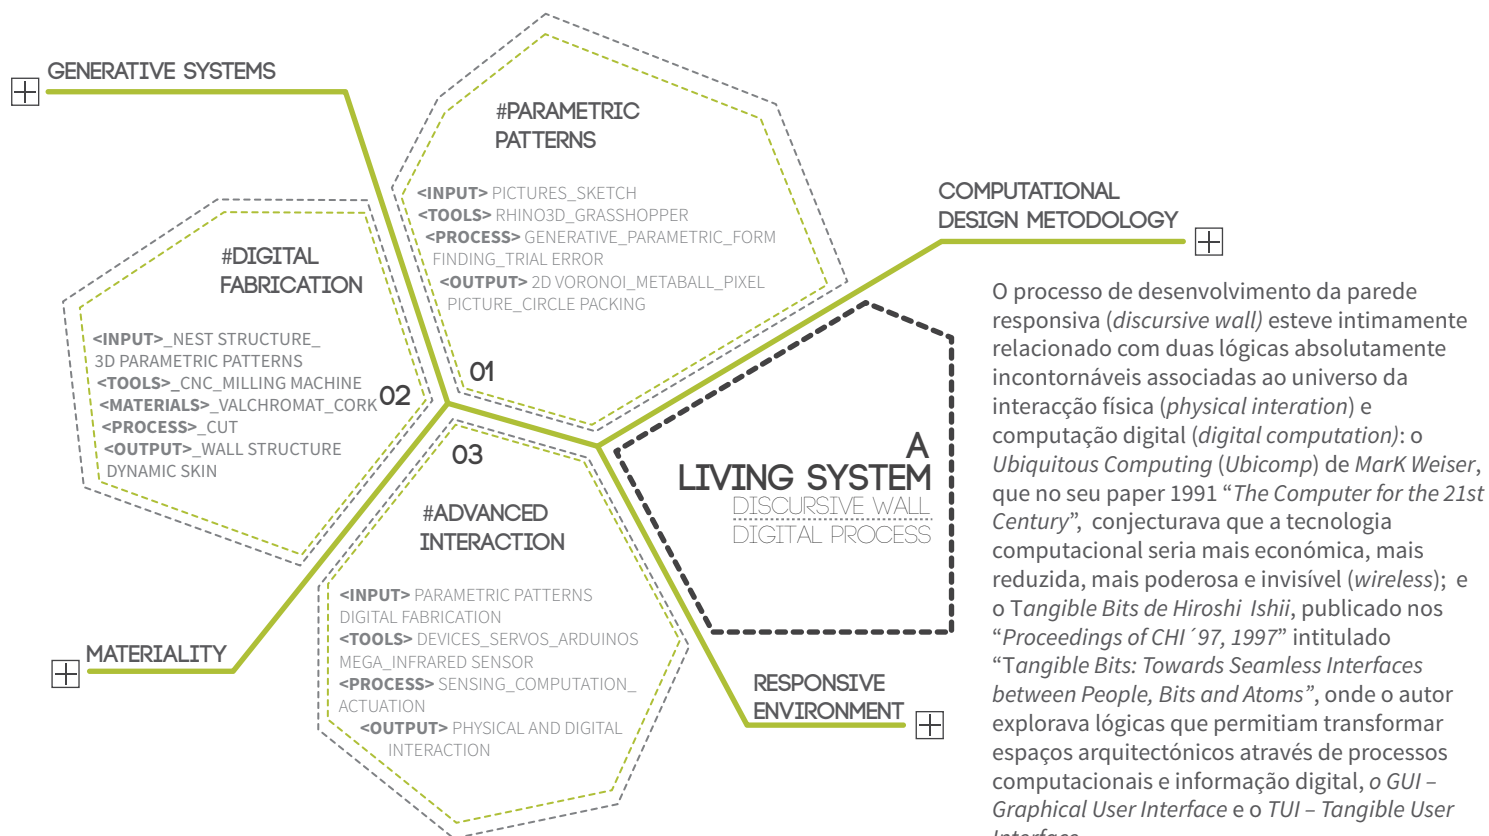 GENERATIVE SYSTEMS
#PARAMETRIC
PATTERNS
<INPUT> PICTURES_SKETCH
<TOOLS> RHINO3D_GRASSHOPPER
<PROCESS> GENERATIVE_PARAMETRIC_FORM
FINDING_TRIAL ERROR
<OUTPUT> 2D VORONOI_METABALL_PIXEL
PICTURE_CIRCLE PACKING
01
#DIGITAL
FABRICATION
<INPUT>_NEST STRUCTURE_
3D PARAMETRIC PATTERNS
<TOOLS>_CNC_MILLING MACHINE
<MATERIALS>_VALCHROMAT_CORK
<PROCESS>_CUT
<OUTPUT>_WALL STRUCTURE
DYNAMIC SKIN
02
03
#ADVANCED
INTERACTION
<INPUT> PARAMETRIC PATTERNS
DIGITAL FABRICATION
<TOOLS> DEVICES_SERVOS_ARDUINOS
MEGA_INFRARED SENSOR
<PROCESS> SENSING_COMPUTATION_
ACTUATION
<OUTPUT> PHYSICAL AND DIGITAL
INTERACTION
MATERIALITY
A
LIVING SYSTEM
DISCURSIVE WALL
DIGITAL PROCESS
RESPONSIVE
ENVIRONMENT
COMPUTATIONAL
DESIGN METODOLOGY
O processo de desenvolvimento da parede
responsiva (discursive wall) esteve intimamente
relacionado com duas lógicas absolutamente
incontornáveis associadas ao universo da
interacção física (physical interation) e
computação digital (digital computation): o
Ubiquitous Computing (Ubicomp) de MarK Weiser,
que no seu paper 1991 “The Computer for the 21st
Century”, conjecturava que a tecnologia
computacional seria mais económica, mais
reduzida, mais poderosa e invisível (wireless); e
o Tangible Bits de Hiroshi Ishii, publicado nos
“Proceedings of CHI´97, 1997” intitulado
“Tangible Bits: Towards Seamless Interfaces
between People, Bits and Atoms”, onde o autor
explorava lógicas que permitiam transformar
espaços arquitectónicos através de processos
computacionais e informação digital, o GUI –
Graphical User Interface e o TUI – Tangible User